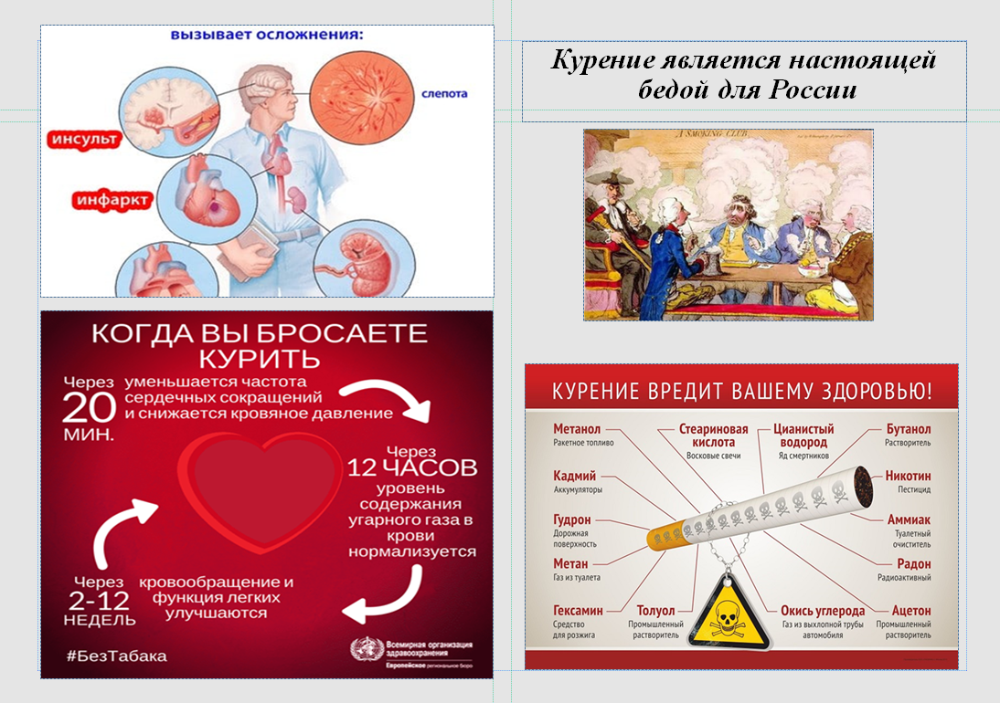 вызывает осложнения:
слепота
инсульт
инфаркт
КОГДА ВЫ БРОСАЕТЕ
КУРИТЬ
Через
20
МИН.
уменьшается частота
сердечных сокращений
и снижается кровяное давление
Через
12 ЧАСОВ
уровень
содержания
угарного газа в
крови
нормализуется
Через
2-12
НЕДЕЛЬ
кровообращение и
функция легких
улучшаются
#БезТабака
Всемирная организация
здравоохранения
Европейское региональное бюро
Курение является настоящей
бедой для России
A SMOKING CLUB
КУРЕНИЕ ВРЕДИТ ВАШЕМУ ЗДОРОВЬЮ!
Метанол
Ракетное топливо
Стеариновая
кислота
Восковые свечи
Цианистый
водород
Яд смертников
Бутанол
Растворитель
Кадмий
Аккумуляторы
Никотин
Пестицид
Гудрон
Дорожная
поверхность
Аммиак
Туалетный
очиститель
Метан
Газ из туалета
Радон
Радиоактивный
Гексамин
Средство
для розжига
Толуол
Промышленный
растворитель
Окись углерода
Газ из выхлопной трубы
автомобиля
Ацетон
Промышленный
растворитель